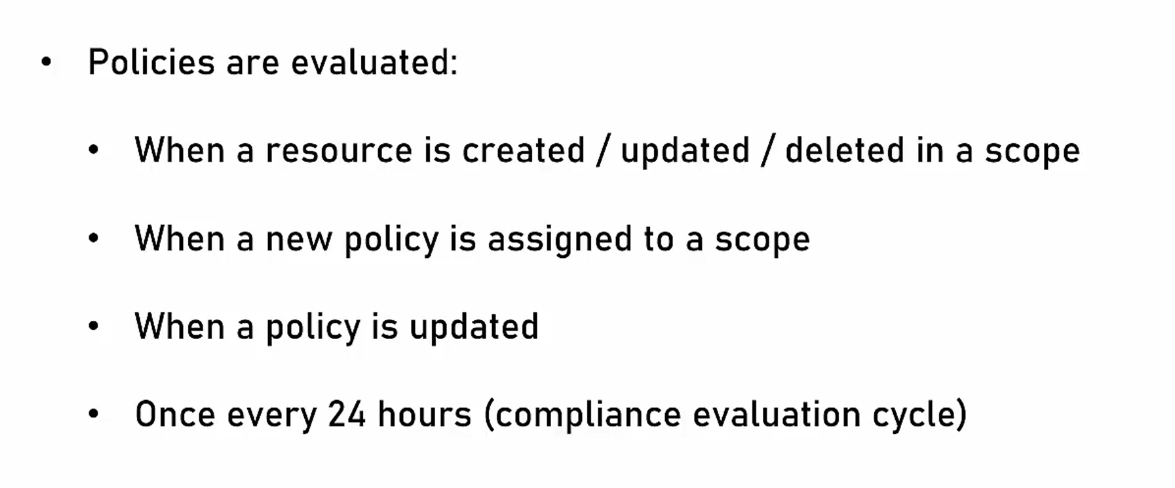 • Policies are evaluated:
• When a resource is created / updated / deleted in a scope
• When a new policy is assigned to a scope
• When a policy is updated
• Once every 24 hours (compliance evaluation cycle)